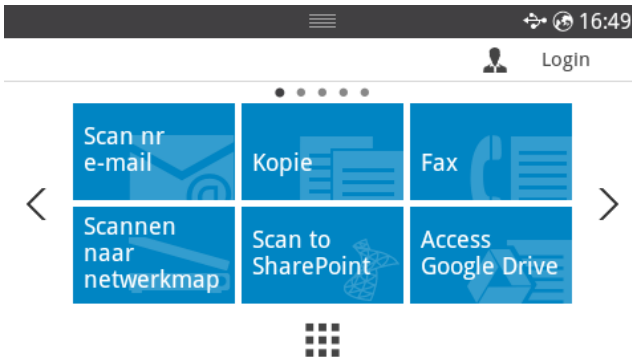 16:49
Login
Scan nr
e-mail
Kopie
Fax
Scannen
naar
netwerkmap
Scan to
SharePoint
Access
Google Drive